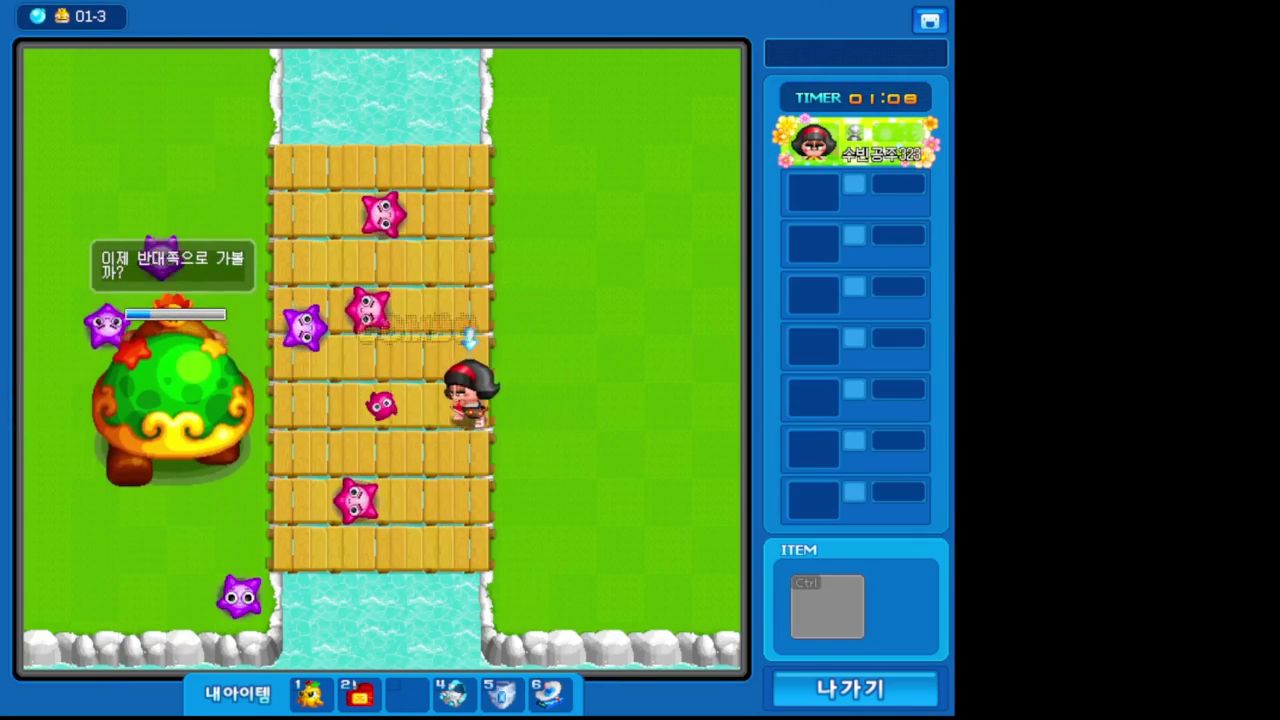 01-3
TIMER 01:08
수빈공주323
이제 반대쪽으로 가볼
까?
ITEM
Ctrl
내아이템
1
2
4
5
6
나가기